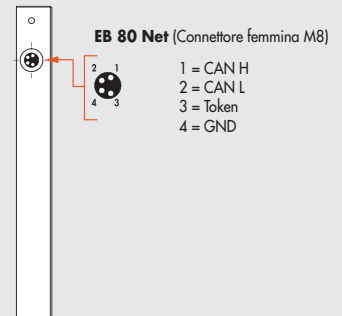 EB 80 Net (Connettore femmina M8)
2 1
4 3
1 = CAN H
2 = CAN L
3 = Token
4 = GND